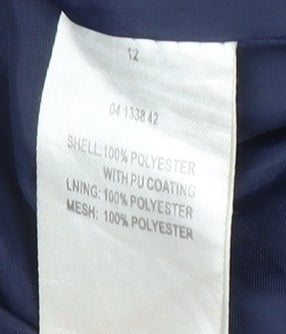 12
04 1338 42
SHELL:100% POLYESTER
WITH PU COATING
LNING: 100% POLYESTER
MESH: 100% POLYESTER